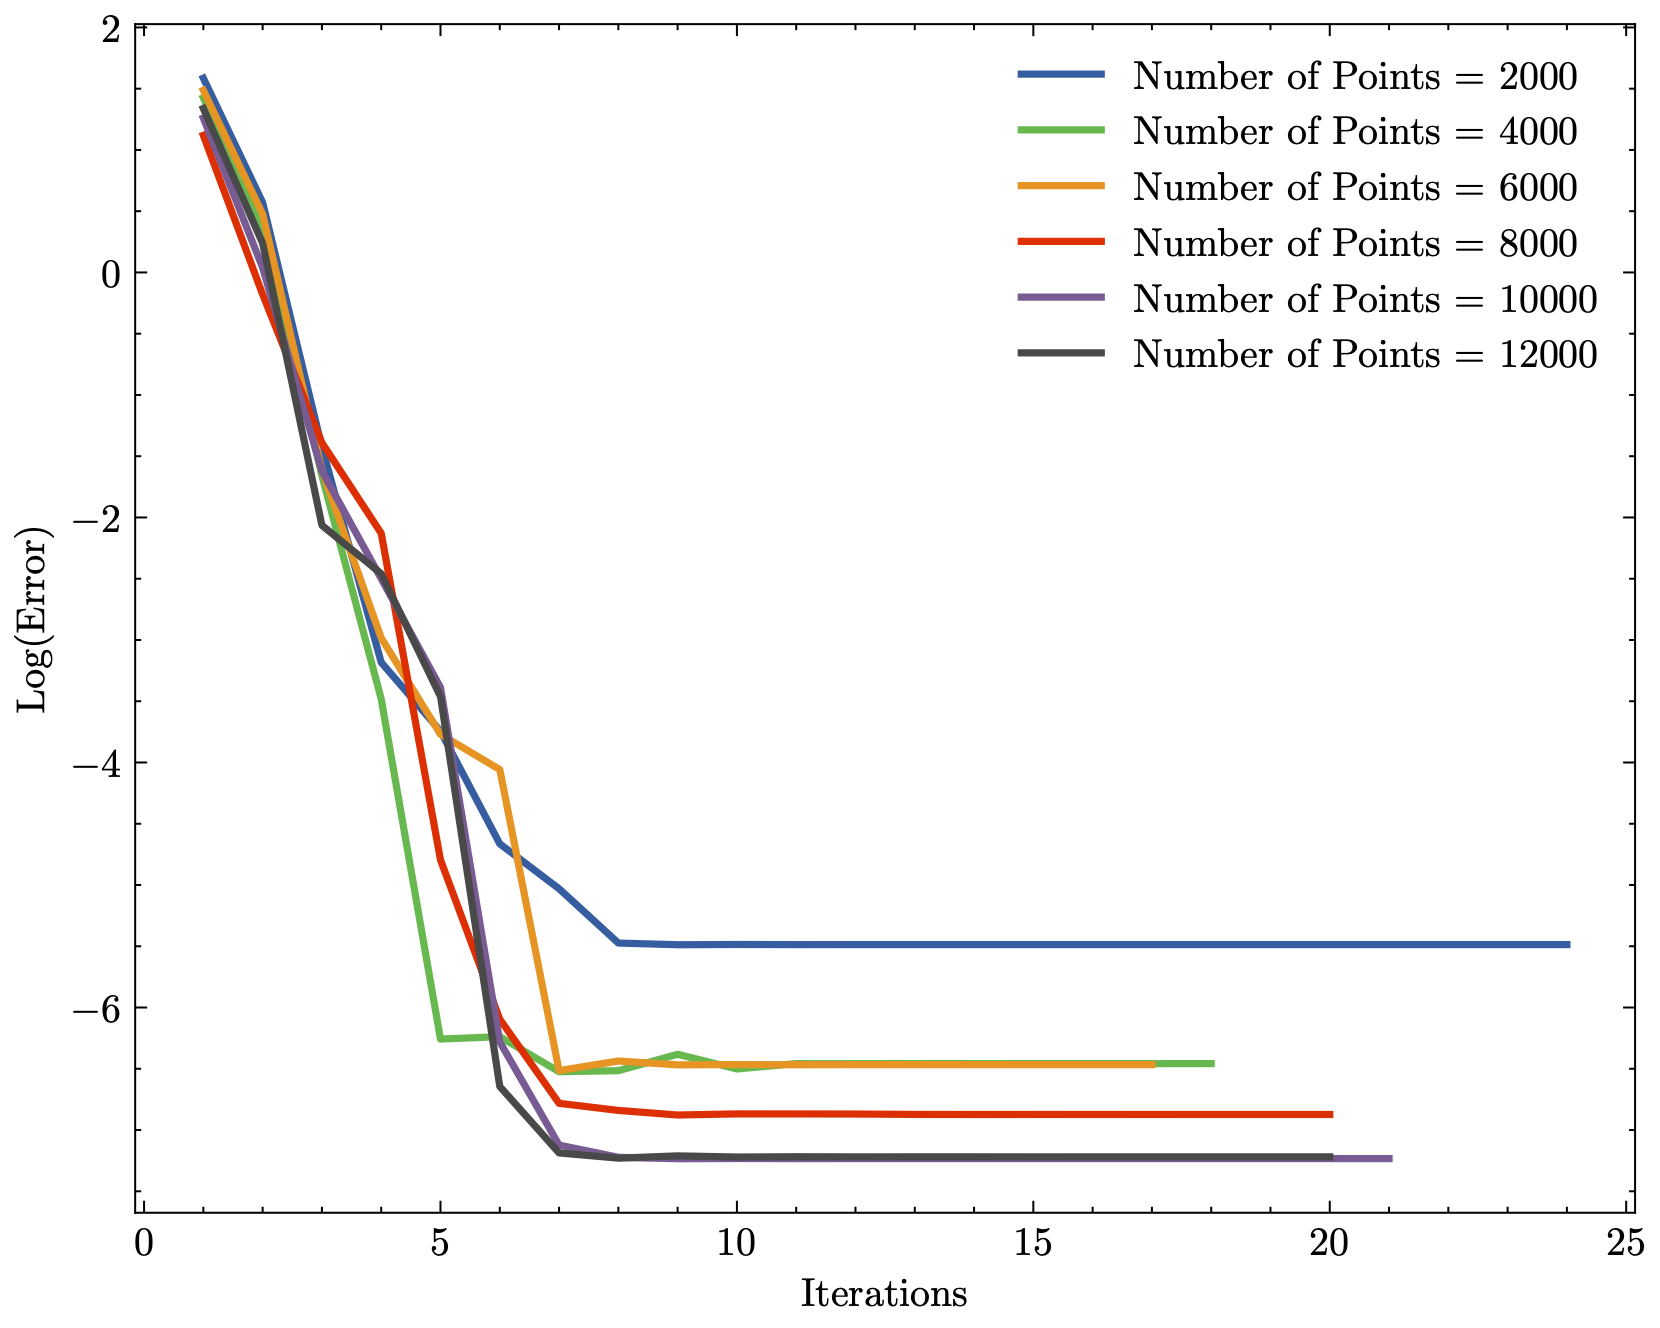 2
0
−2
−4
−6
Log(Error)
Number of Points = 2000
Number of Points = 4000
Number of Points = 6000
Number of Points = 8000
Number of Points = 10000
Number of Points = 12000
0 5 10 15 20 25
Iterations